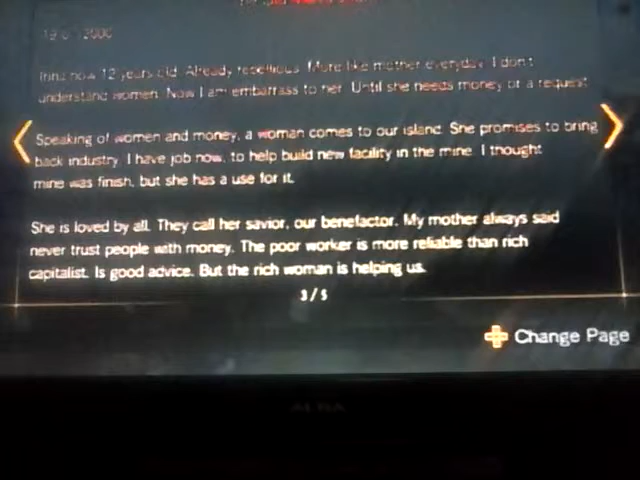 Irina now 12 years old. Already rebellious. More like mother everyday. I don't
understand women. Now I am embarrass to her. Until she needs money or a request.
Speaking of women and money, a woman comes to our island. She promises to bring
back industry. I have job now, to help build new facility in the mine. I thought
mine was finish, but she has a use for it.
She is loved by all. They call her savior, our benefactor. My mother always said
never trust people with money. The poor worker is more reliable than rich
capitalist. Is good advice. But the rich woman is helping us.
3/5
Change Page
ALBA